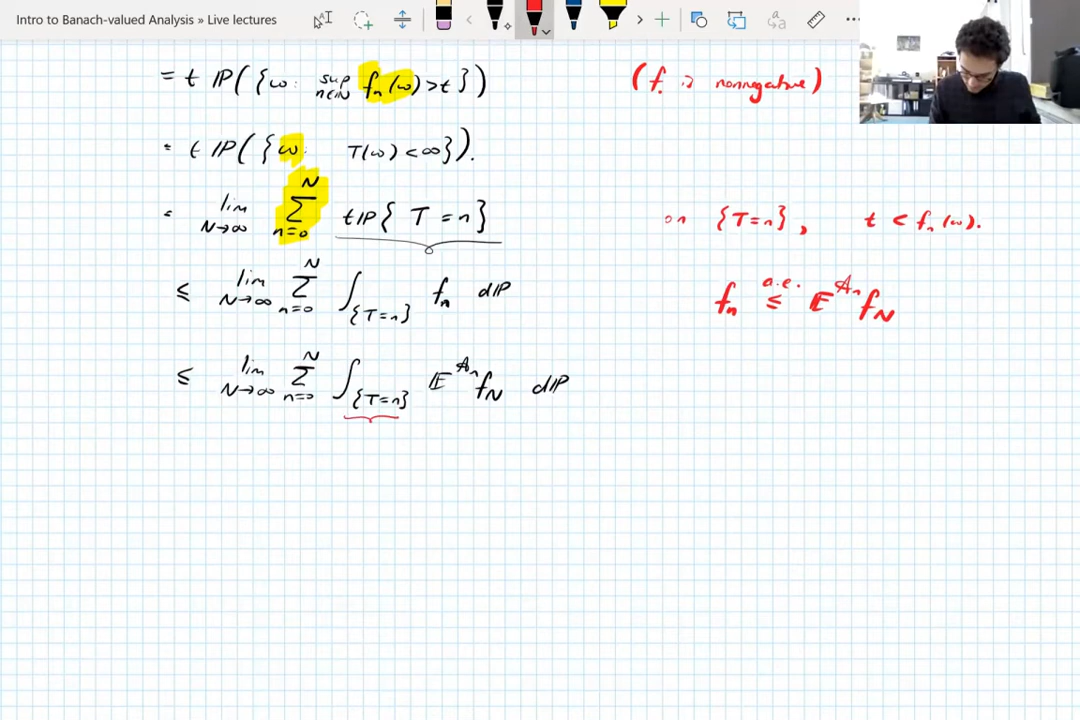 Intro to Banach-valued Analysis » Live lectures
= t ℙ({ω: sup_{n∈ℕ} f_n(ω) > t}) (f. is nonnegative)
= t ℙ({ω: T(ω) < ∞}).
= lim_{N→∞} Σ_{n=0}^{N} t ℙ{T = n} on {T=n}, t < f_n(ω).
≤ lim_{N→∞} Σ_{n=0}^{N} ∫_{{T=n}} f_n dℙ f_n ≤^{a.e.} 𝔼^{𝒜_n} f_N
≤ lim_{N→∞} Σ_{n=0}^{N} ∫_{{T=n}} 𝔼^{𝒜_n} f_N dℙ